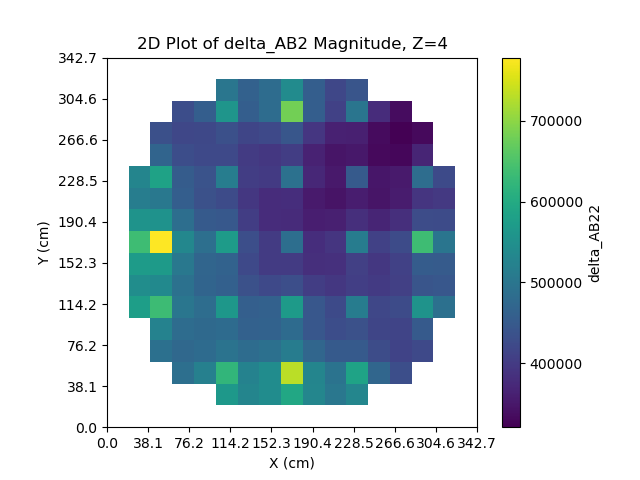 2D Plot of delta_AB2 Magnitude, Z=4
342.7
304.6
266.6
228.5
190.4
152.3
114.2
76.2
38.1
0.0
Y (cm)
0.0 38.1 76.2 114.2 152.3 190.4 228.5 266.6 304.6 342.7
X (cm)
700000
600000
500000
400000
delta_AB22